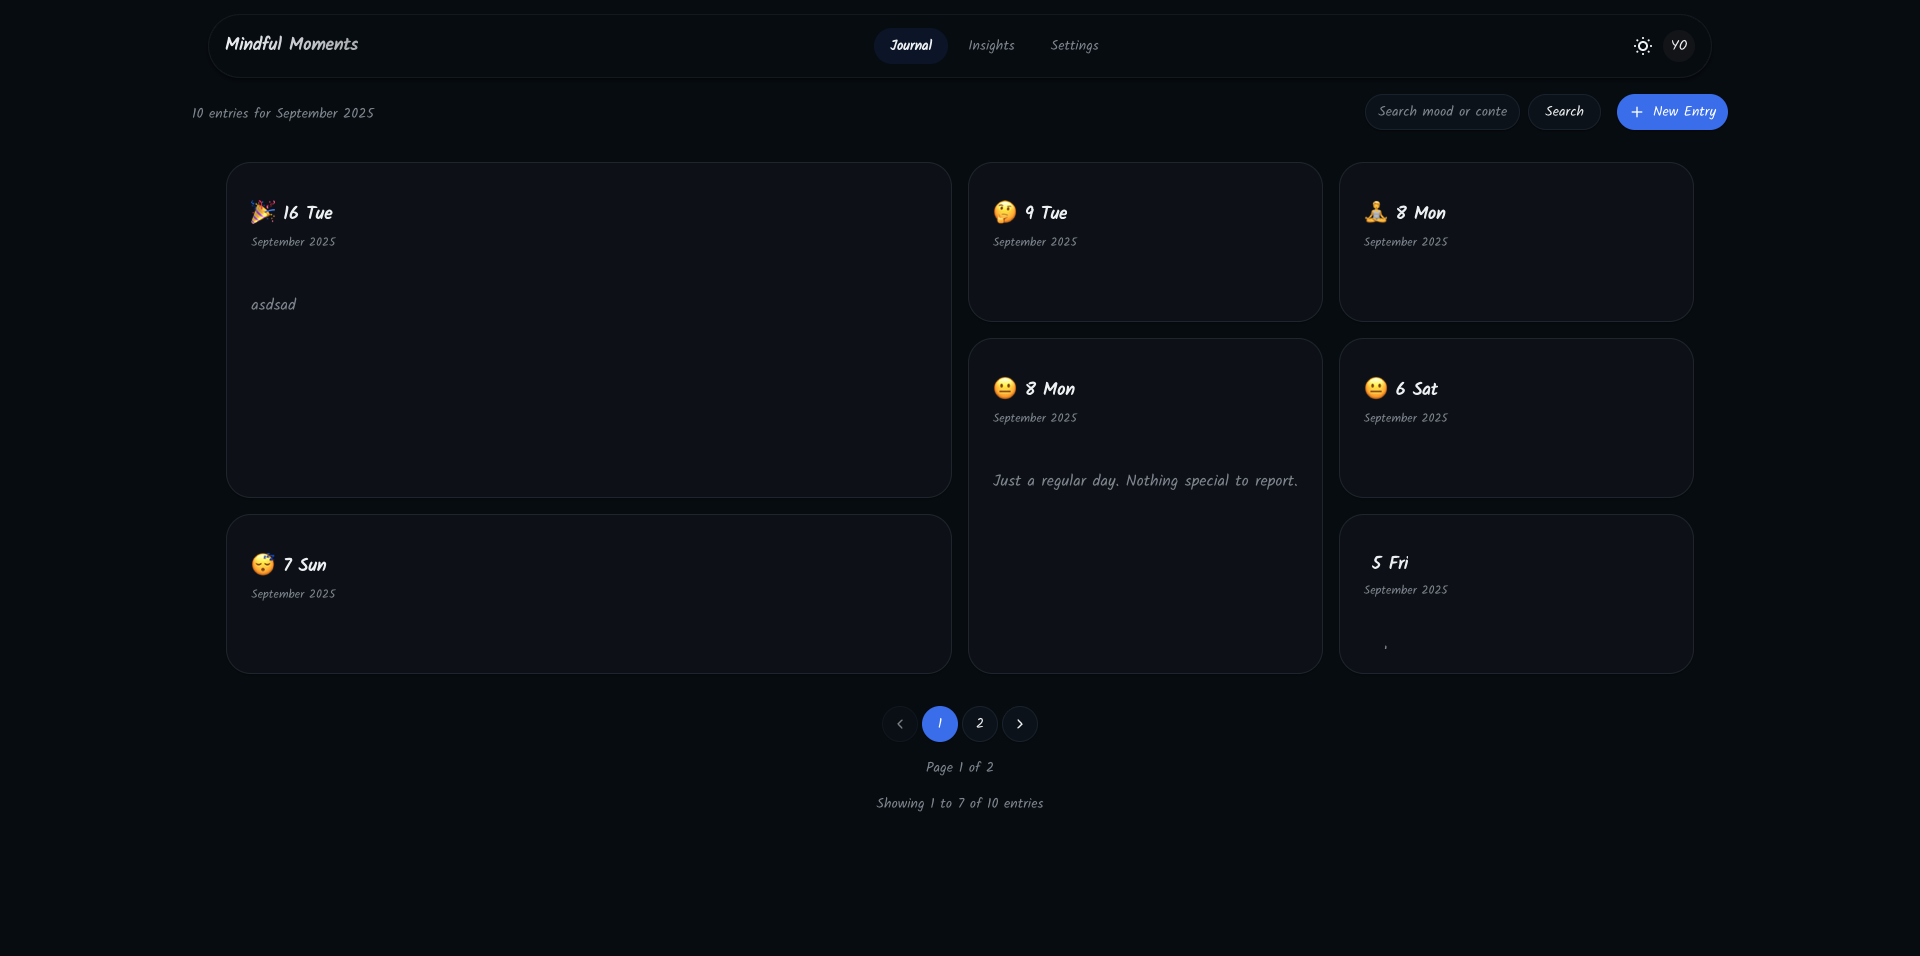 Mindful Moments
Journal
Insights
Settings
YO
10 entries for September 2025
Search mood or conte
Search
New Entry
16 Tue
September 2025
asdsad
9 Tue
September 2025
8 Mon
September 2025
8 Mon
September 2025
Just a regular day. Nothing special to report.
6 Sat
September 2025
7 Sun
September 2025
5 Fri
September 2025
,
1
2
Page 1 of 2
Showing 1 to 7 of 10 entries